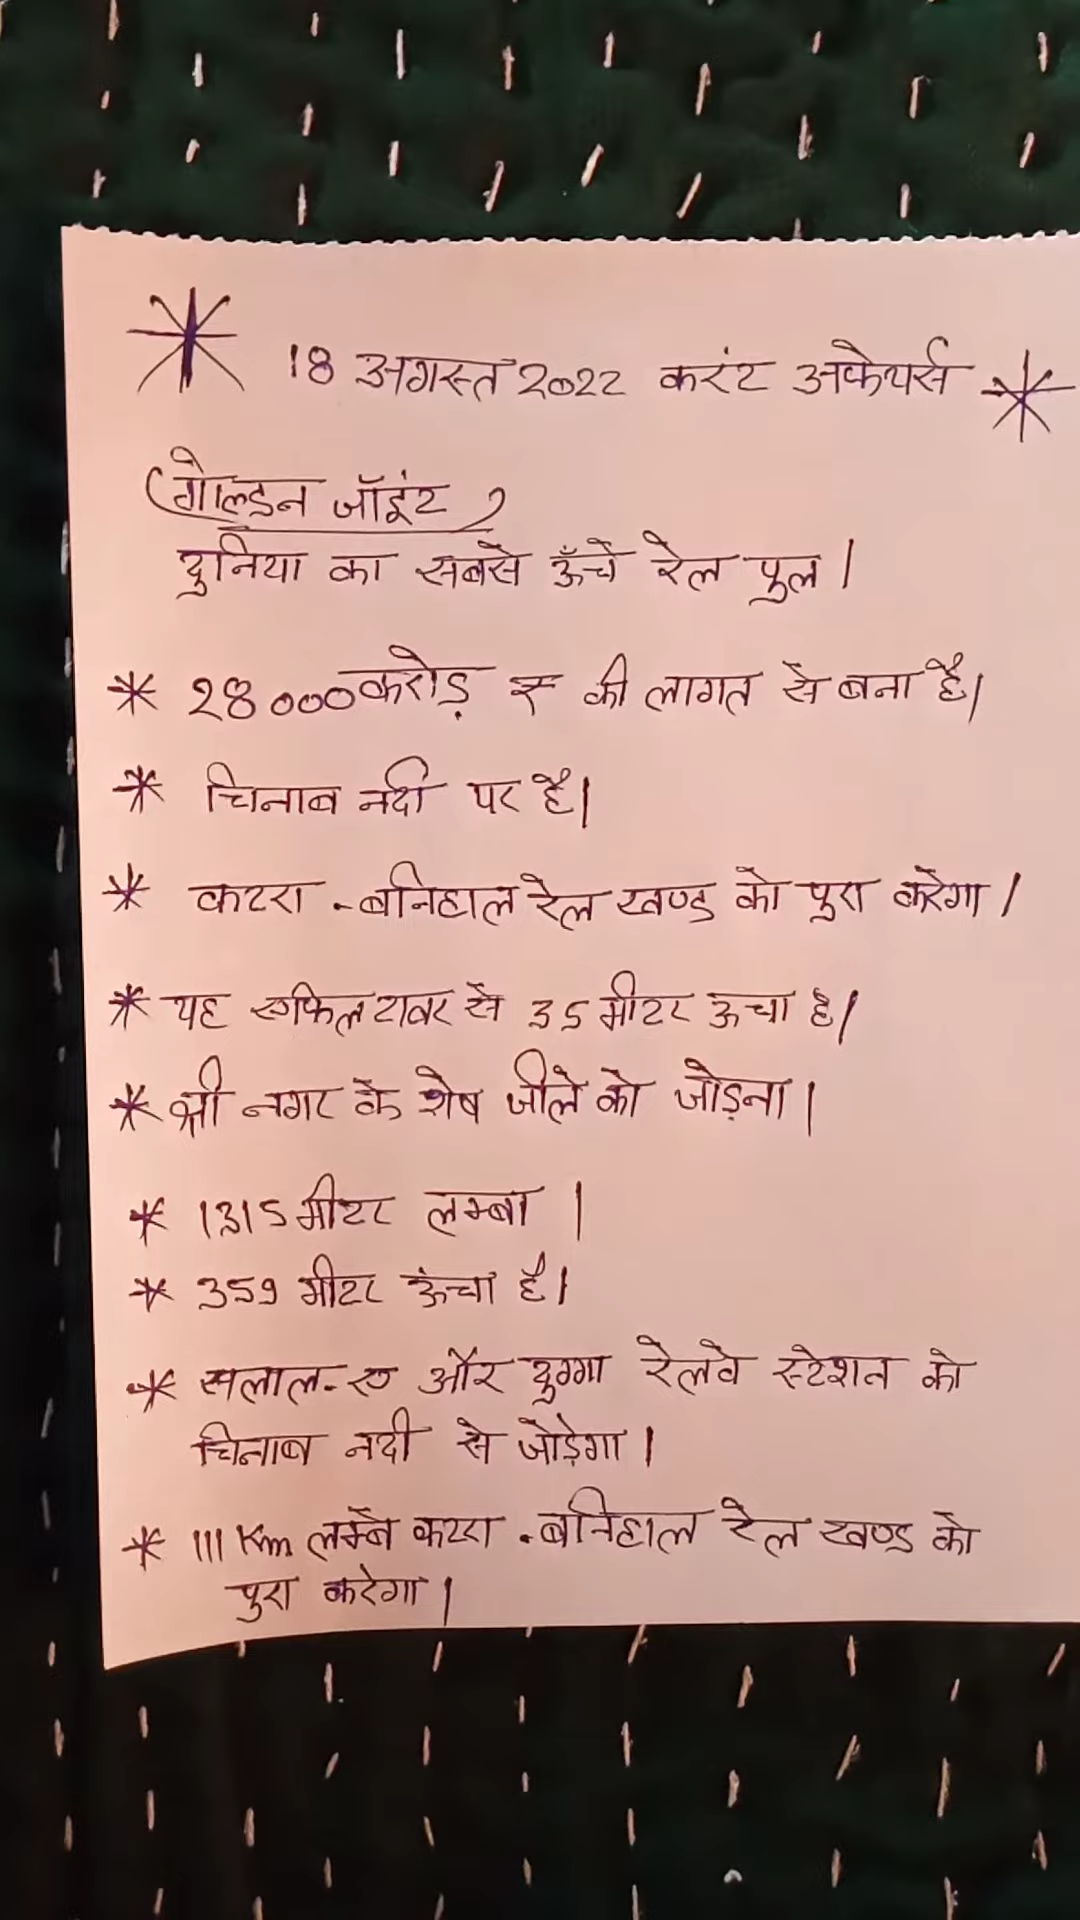 18 अगस्त 2022 करंट अफेयर्स
(गोल्डन जॉइंट)
दुनिया का सबसे ऊँचे रेल पुल।
* 28000 करोड़ ₹ की लागत से बना है।
* चिनाब नदी पर है।
* कटरा -बनिहाल रेल खण्ड को पुरा करेगा।
* यह एफिल टावर से 35 मीटर ऊचा है।
* श्री नगर के शेष जीले को जोड़ना।
* 1315 मीटर लम्बा।
* 359 मीटर ऊंचा है।
* सलाल-ए और दुग्गा रेलवे स्टेशन को
चिनाब नदी से जोड़ेगा।
* 111 Km लम्बे कटरा -बनिहाल रेल खण्ड को
पुरा करेगा।